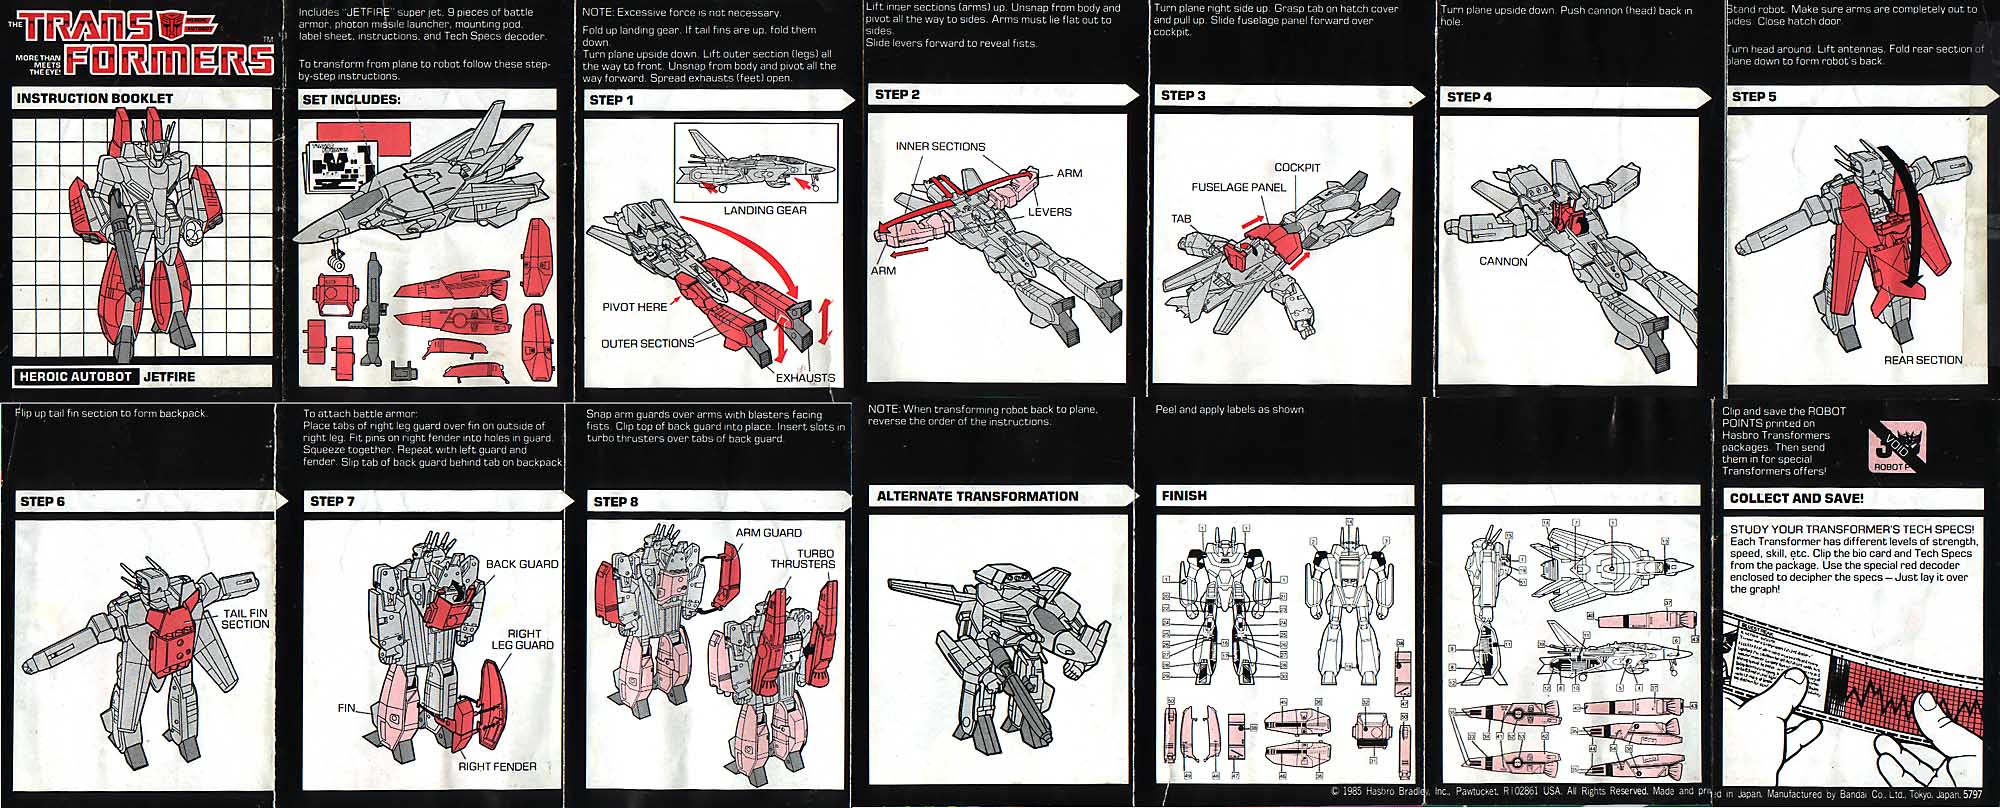 THE
TRANS
FORMERS
HEROIC
AUTOBOT
TM
MORE THAN
MEETS
THE EYE!
INSTRUCTION BOOKLET
HEROIC AUTOBOT JETFIRE
Includes "JETFIRE" super jet, 9 pieces of battle
armor, photon missile launcher, mounting pod,
label sheet, instructions, and Tech Specs decoder.
To transform from plane to robot follow these step-
by-step instructions.
SET INCLUDES:
NOTE: Excessive force is not necessary.
Fold up landing gear. If tail fins are up, fold them
down.
Turn plane upside down. Lift outer section (legs) all
the way to front. Unsnap from body and pivot all the
way forward. Spread exhausts (feet) open.
STEP 1
LANDING GEAR
PIVOT HERE
OUTER SECTIONS
EXHAUSTS
Lift inner sections (arms) up. Unsnap from body and
pivot all the way to sides. Arms must lie flat out to
sides.
Slide levers forward to reveal fists.
STEP 2
INNER SECTIONS
ARM
LEVERS
ARM
Turn plane right side up. Grasp tab on hatch cover
and pull up. Slide fuselage panel forward over
cockpit.
STEP 3
COCKPIT
FUSELAGE PANEL
TAB
Turn plane upside down. Push cannon (head) back in
hole.
STEP 4
CANNON
Stand robot. Make sure arms are completely out to
sides. Close hatch door.
Turn head around. Lift antennas. Fold rear section of
plane down to form robot's back.
STEP 5
REAR SECTION
Flip up tail fin section to form backpack.
STEP 6
TAIL FIN
SECTION
To attach battle armor:
Place tabs of right leg guard over fin on outside of
right leg. Fit pins on right fender into holes in guard.
Squeeze together. Repeat with left guard and
fender. Slip tab of back guard behind tab on backpack
STEP 7
BACK GUARD
RIGHT
LEG GUARD
FIN
RIGHT FENDER
Snap arm guards over arms with blasters facing
fists. Clip top of back guard into place. Insert slots in
turbo thrusters over tabs of back guard.
STEP 8
ARM GUARD
TURBO
THRUSTERS
NOTE: When transforming robot back to plane,
reverse the order of the instructions.
ALTERNATE TRANSFORMATION
Peel and apply labels as shown
FINISH
Clip and save the ROBOT
POINTS printed on
Hasbro Transformers
packages. Then send
them in for special
Transformers offers!
VOID
ROBOT P
COLLECT AND SAVE!
STUDY YOUR TRANSFORMER'S TECH SPECS!
Each Transformer has different levels of strength,
speed, skill, etc. Clip the bio card and Tech Specs
from the package. Use the special red decoder
enclosed to decipher the specs — Just lay it over
the graph!
© 1985 Hasbro Bradley, Inc., Pawtucket, RI 02861 USA. All Rights Reserved. Made and printed in Japan. Manufactured by Bandai Co., Ltd., Tokyo, Japan. 5797